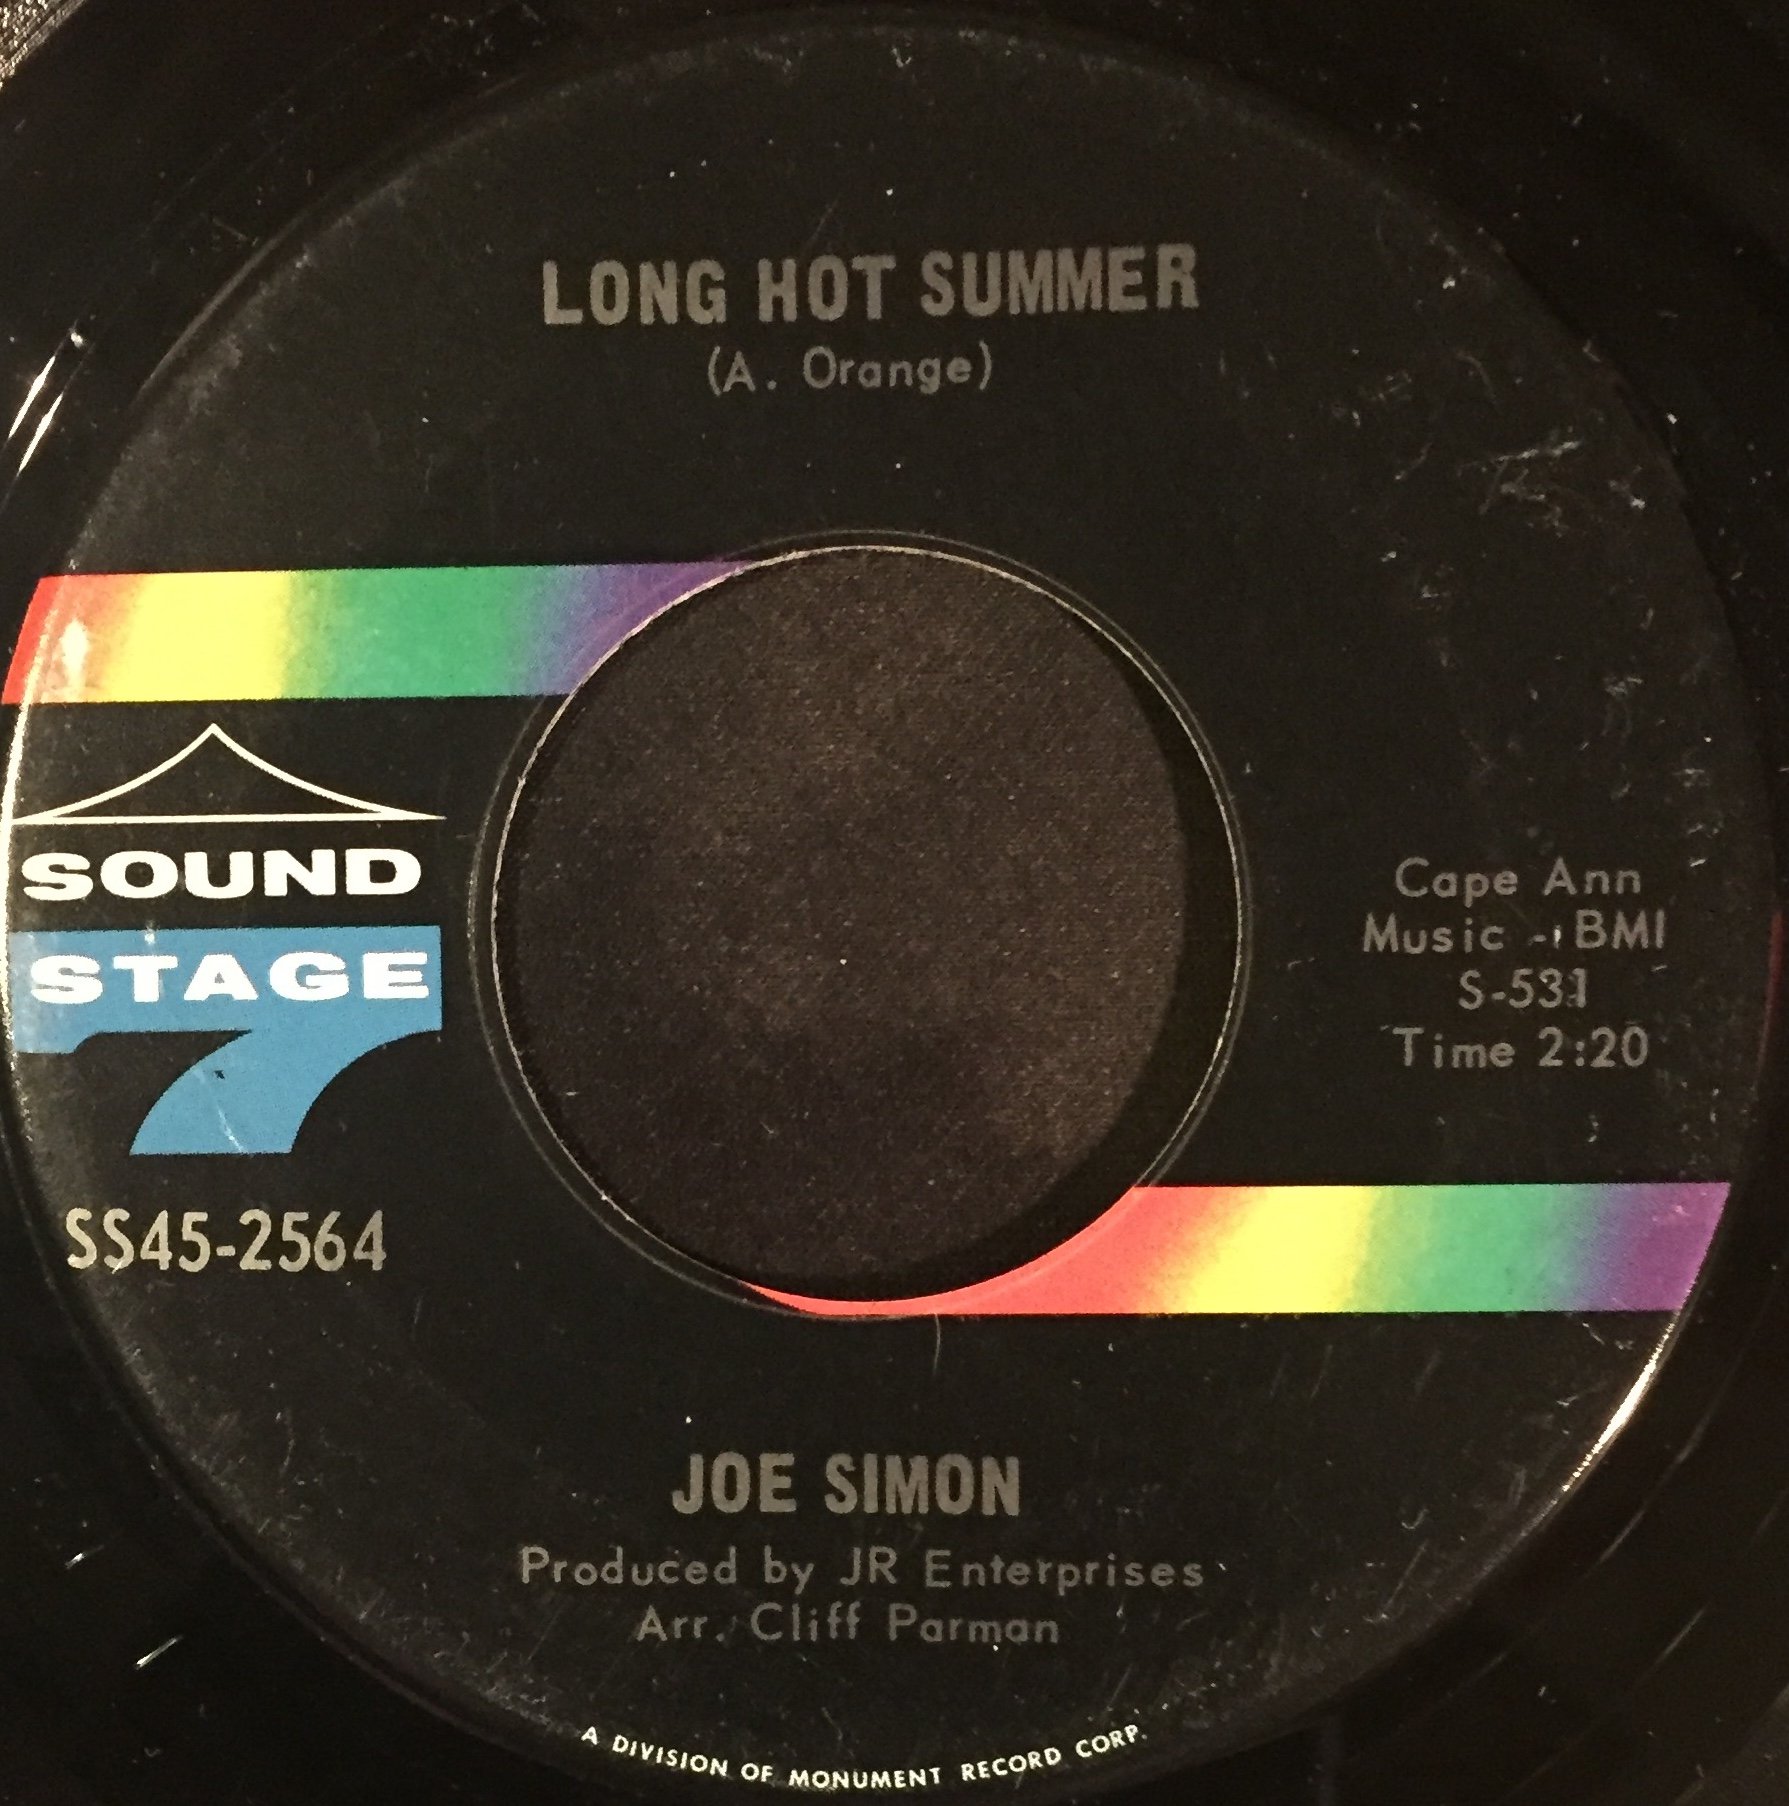 LONG HOT SUMMER
(A. Orange)
SOUND
STAGE
7
SS45-2564
Cape Ann
Music - BMI
S-531
Time 2:20
JOE SIMON
Produced by JR Enterprises
Arr. Cliff Parman
A DIVISION OF MONUMENT RECORD CORP.